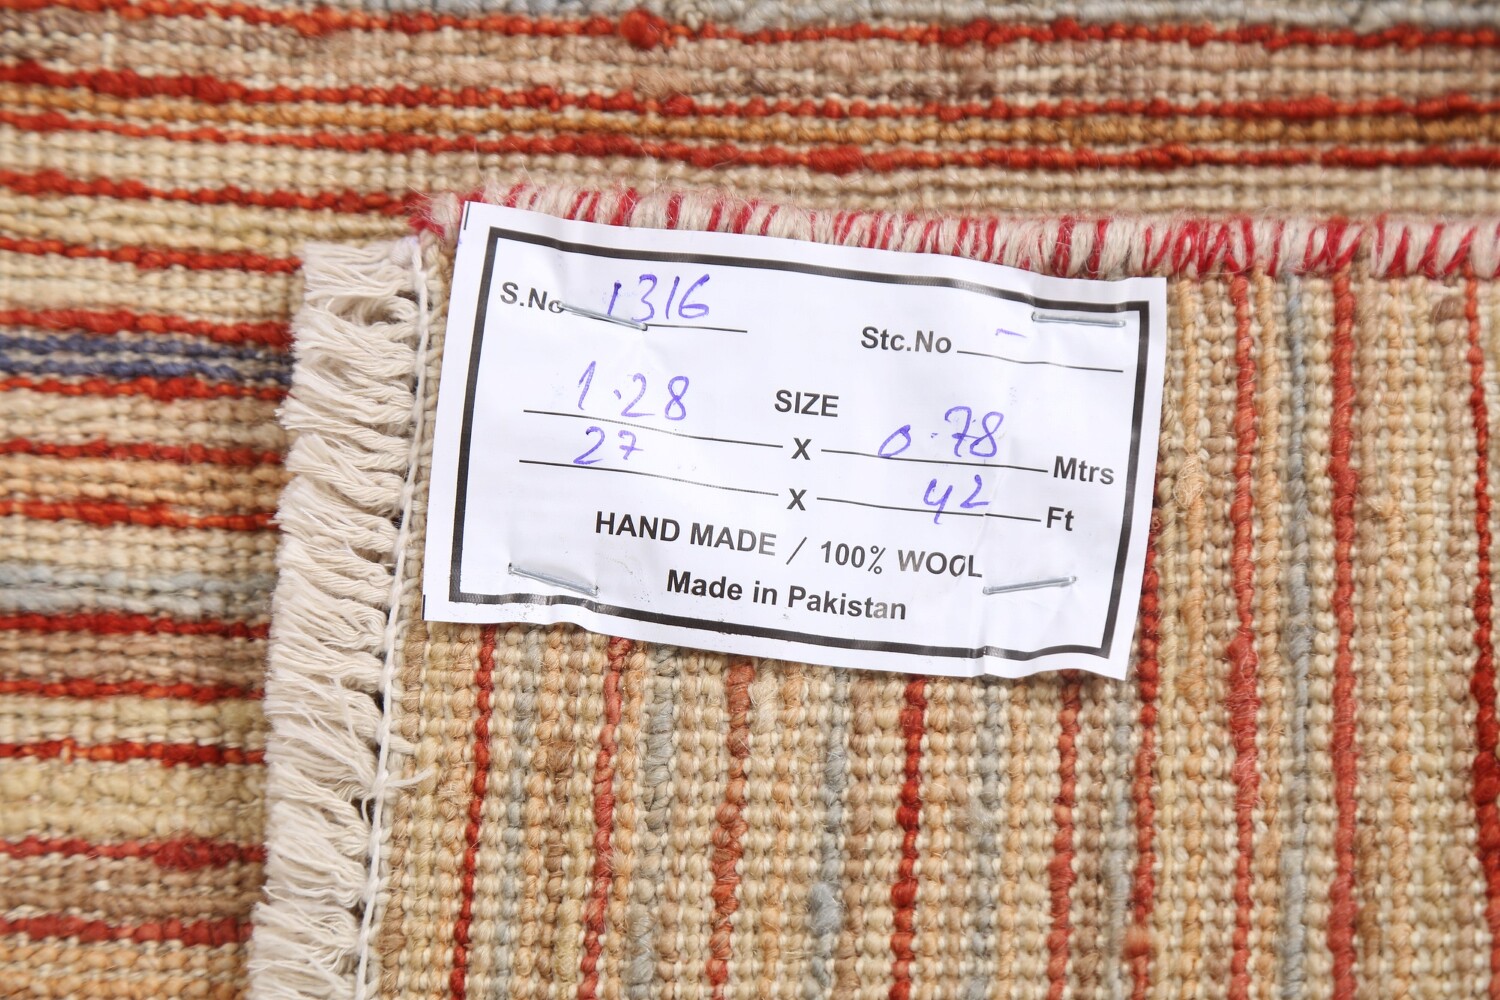 S.No 1316
Stc.No -
SIZE
1.28 X 0.78 Mtrs
27 X 42 Ft
HAND MADE / 100% WOOL
Made in Pakistan